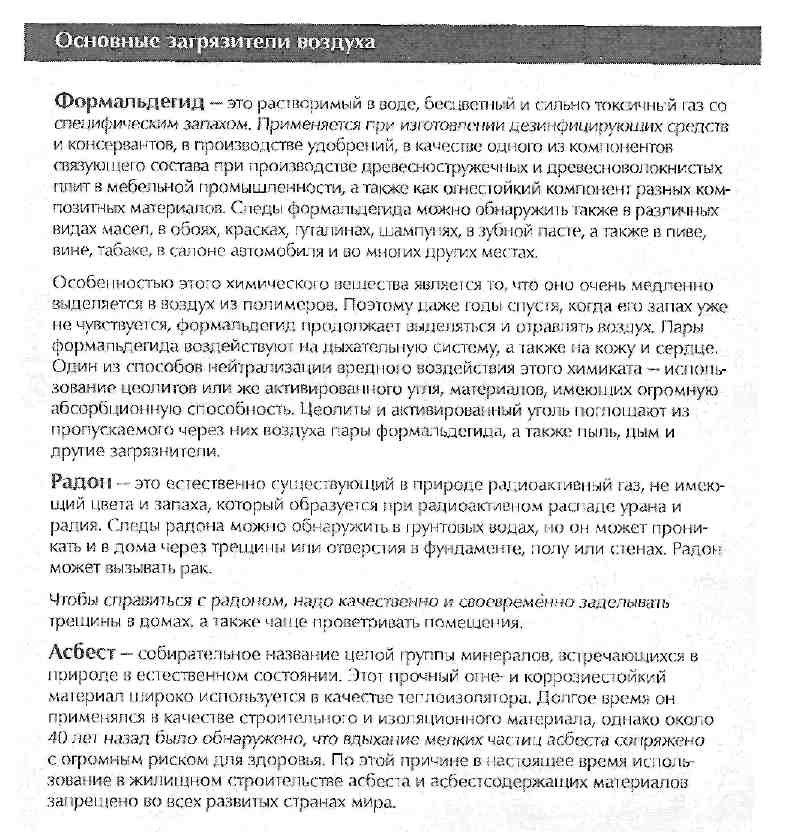 Основные загрязители воздуха
Формальдегид — это растворимый в воде, бесцветный и сильно токсичный газ со
специфическим запахом. Применяется при изготовлении дезинфицирующих средств
и консервантов, в производстве удобрений, в качестве одного из компонентов
связующего состава при производстве древесностружечных и древесноволокнистых
плит в мебельной промышленности, а также как огнестойкий компонент разных ком-
позитных материалов. Следы формальдегида можно обнаружить также в различных
видах масел, в обоях, красках, гуталинах, шампунях, в зубной пасте, а также в пиве,
вине, табаке, в салоне автомобиля и во многих других местах.
Особенностью этого химического вещества является то, что оно очень медленно
выделяется в воздух из полимеров. Поэтому даже годы спустя, когда его запах уже
не чувствуется, формальдегид продолжает выделяться и отравлять воздух. Пары
формальдегида воздействуют на дыхательную систему, а также на кожу и сердце.
Один из способов нейтрализации вредного воздействия этого химиката — исполь-
зование цеолитов или же активированного угля, материалов, имеющих огромную
абсорбционную способность. Цеолиты и активированный уголь поглощают из
пропускаемого через них воздуха пары формальдегида, а также пыль, дым и
другие загрязнители.
Радон — это естественно существующий в природе радиоактивный газ, не имею-
щий цвета и запаха, который образуется при радиоактивном распаде урана и
радия. Следы радона можно обнаружить в грунтовых водах, но он может прони-
кать и в дома через трещины или отверстия в фундаменте, полу или стенах. Радон
может вызывать рак.
Чтобы справиться с радоном, надо качественно и своевременно заделывать
трещины в домах, а также чаще проветривать помещения.
Асбест — собирательное название целой группы минералов, встречающихся в
природе в естественном состоянии. Этот прочный огне- и коррозиестойкий
материал широко используется в качестве теплоизолятора. Долгое время он
применялся в качестве строительного и изоляционного материала, однако около
40 лет назад было обнаружено, что вдыхание мелких частиц асбеста сопряжено
с огромным риском для здоровья. По этой причине в настоящее время исполь-
зование в жилищном строительстве асбеста и асбестсодержащих материалов
запрещено во всех развитых странах мира.